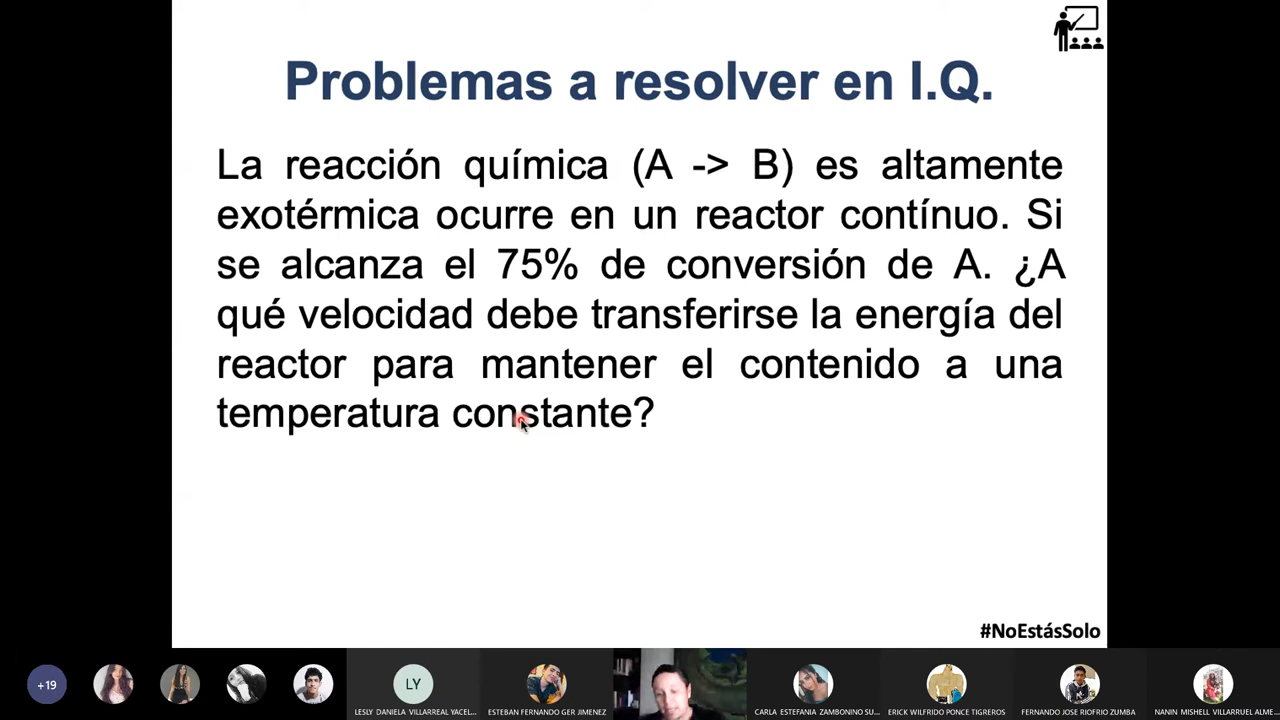 Problemas a resolver en I.Q.
La reacción química (A -> B) es altamente
exotérmica ocurre en un reactor contínuo. Si
se alcanza el 75% de conversión de A. ¿A
qué velocidad debe transferirse la energía del
reactor para mantener el contenido a una
temperatura constante?
#NoEstásSolo
+19
LY
LESLY DANIELA VILLARREAL YACEL...
ESTEBAN FERNANDO GER JIMENEZ
CARLA ESTEFANIA ZAMBONINO SU...
ERICK WILFRIDO PONCE TIGREROS
FERNANDO JOSE RIOFRIO ZUMBA
NANIN MISHELL VILLARRUEL ALME...